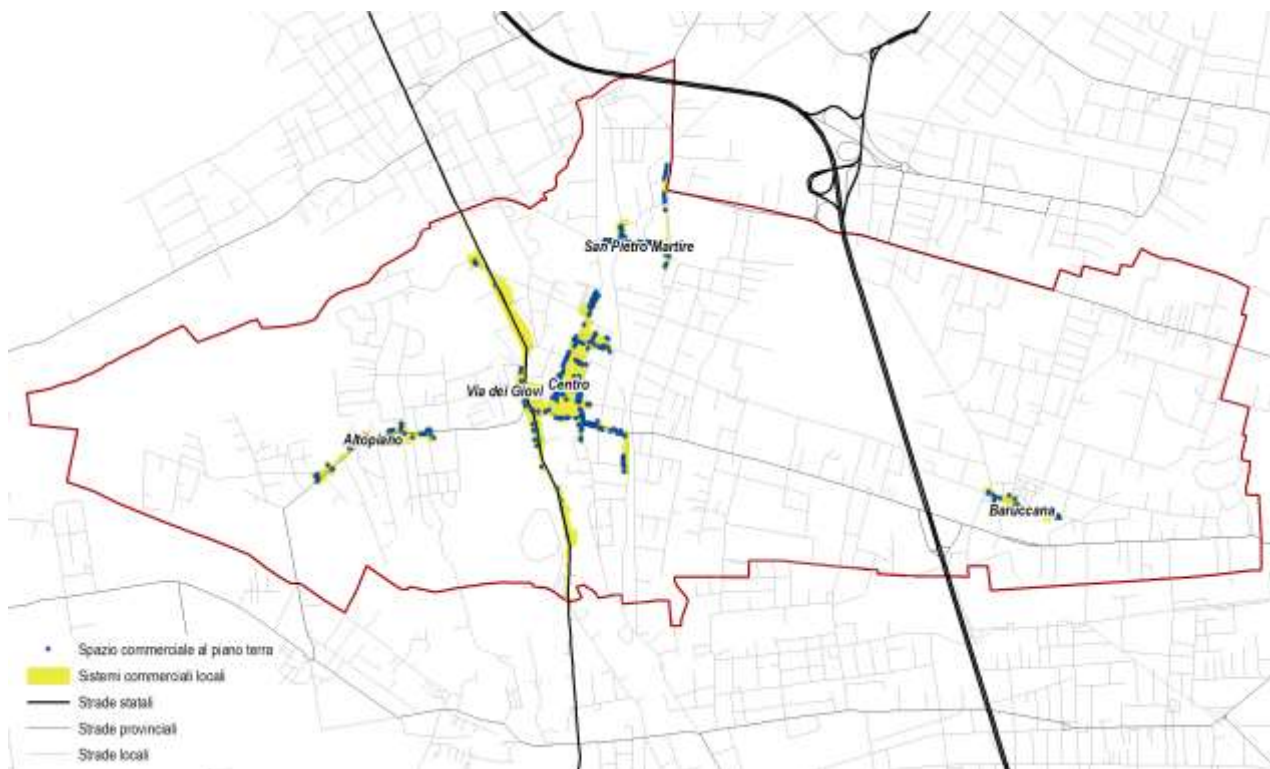 San Pietro Martire
Via dei Giovi
Centro
Altopiano
Baruccana
Spazio commerciale al piano terra
Sistemi commerciali locali
Strade statali
Strade provinciali
Strade locali